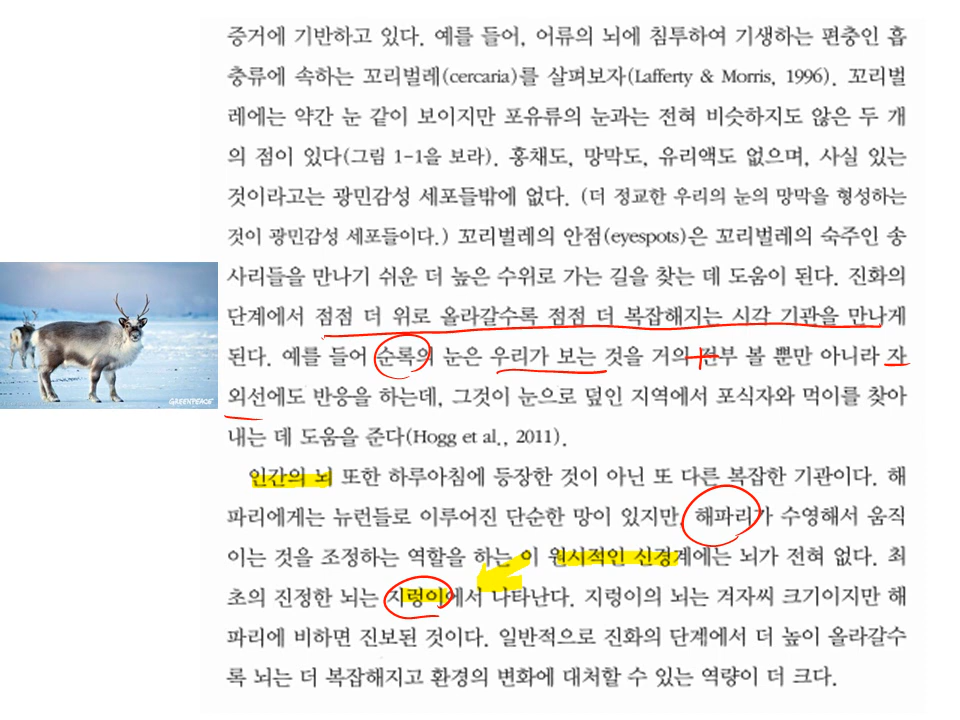 증거에 기반하고 있다. 예를 들어, 어류의 뇌에 침투하여 기생하는 편충인 흡
충류에 속하는 꼬리벌레(cercaria)를 살펴보자(Lafferty & Morris, 1996). 꼬리벌
레에는 약간 눈 같이 보이지만 포유류의 눈과는 전혀 비슷하지도 않은 두 개
의 점이 있다(그림 1-1을 보라). 홍채도, 망막도, 유리액도 없으며, 사실 있는
것이라고는 광민감성 세포들밖에 없다. (더 정교한 우리의 눈의 망막을 형성하는
것이 광민감성 세포들이다.) 꼬리벌레의 안점(eyespots)은 꼬리벌레의 숙주인 송
사리들을 만나기 쉬운 더 높은 수위로 가는 길을 찾는 데 도움이 된다. 진화의
단계에서 점점 더 위로 올라갈수록 점점 더 복잡해지는 시각 기관을 만나게
된다. 예를 들어 순록의 눈은 우리가 보는 것을 거의 전부 볼 뿐만 아니라 자
외선에도 반응을 하는데, 그것이 눈으로 덮인 지역에서 포식자와 먹이를 찾아
내는 데 도움을 준다(Hogg et al., 2011).
GREENPEACE
인간의 뇌 또한 하루아침에 등장한 것이 아닌 또 다른 복잡한 기관이다. 해
파리에게는 뉴런들로 이루어진 단순한 망이 있지만, 해파리가 수영해서 움직
이는 것을 조정하는 역할을 하는 이 원시적인 신경계에는 뇌가 전혀 없다. 최
초의 진정한 뇌는 지렁이에서 나타난다. 지렁이의 뇌는 겨자씨 크기이지만 해
파리에 비하면 진보된 것이다. 일반적으로 진화의 단계에서 더 높이 올라갈수
록 뇌는 더 복잡해지고 환경의 변화에 대처할 수 있는 역량이 더 크다.